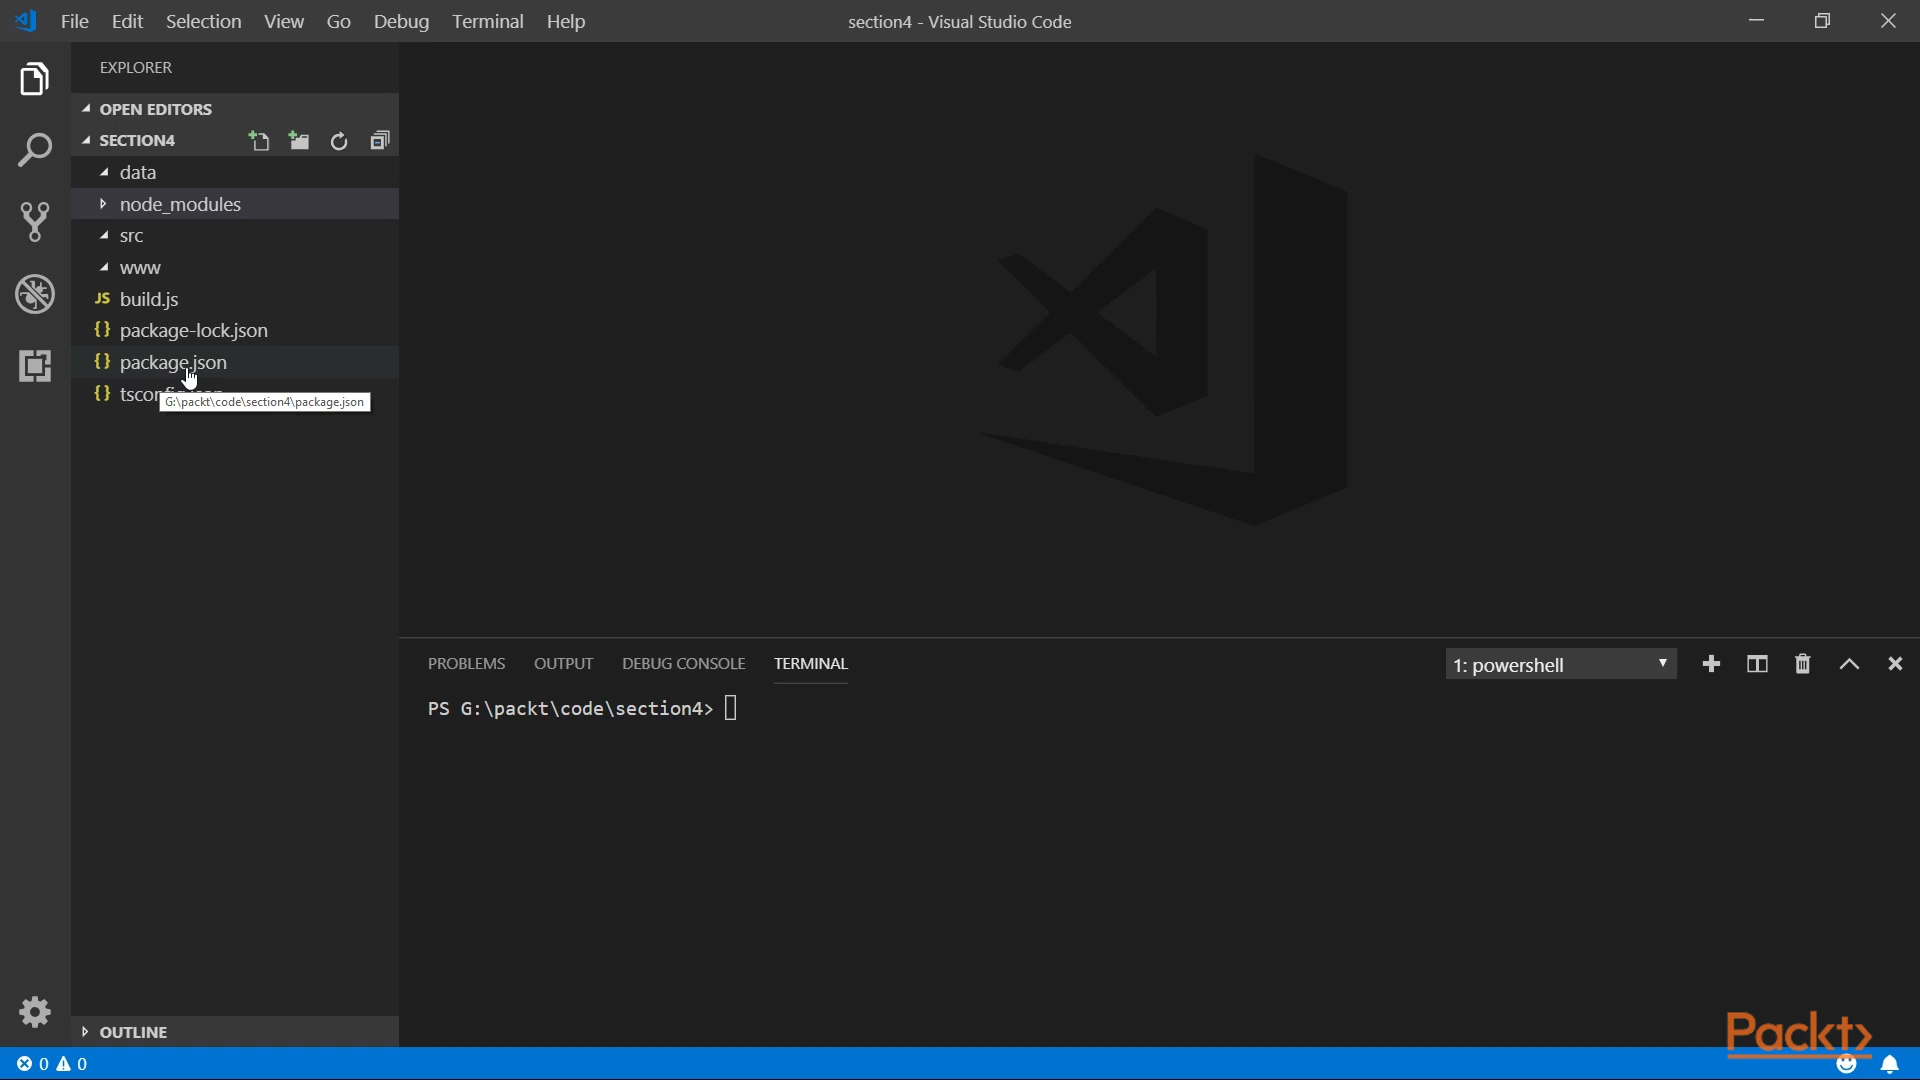 File Edit Selection View Go Debug Terminal Help
section4 - Visual Studio Code
EXPLORER
OPEN EDITORS
SECTION4
data
node_modules
src
www
JS build.js
{} package-lock.json
{} package.json
{}
G:\packt\code\section4\package.json
OUTLINE
PROBLEMS OUTPUT DEBUG CONSOLE TERMINAL
1: powershell
PS G:\packt\code\section4>
Packt>
0 0